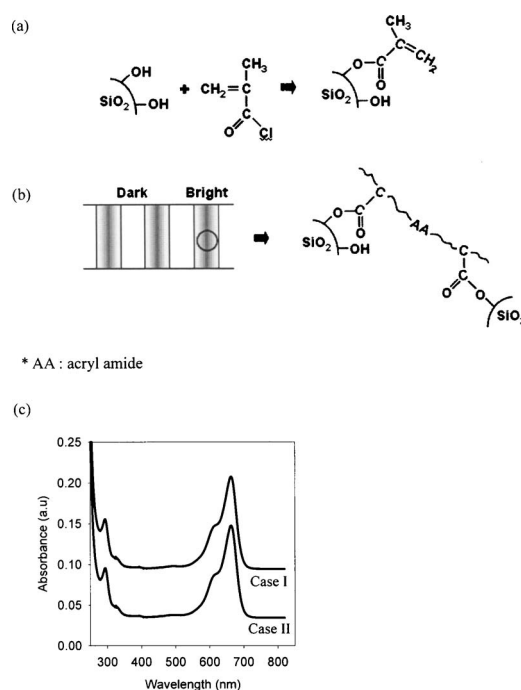 (a)
OH
SiO2
OH
+
CH2
CH3
C
C
O
Cl
CH3
C
CH2
O
C
O
SiO2
OH
(b)
Dark Bright
SiO2
O
C
O
OH
C
AA
C
C
O
O
SiO2
* AA : acryl amide
(c)
0.25
0.20
0.15
0.10
0.05
0.00
Absorbance (a.u)
Case I
Case II
300 400 500 600 700 800
Wavelength (nm)